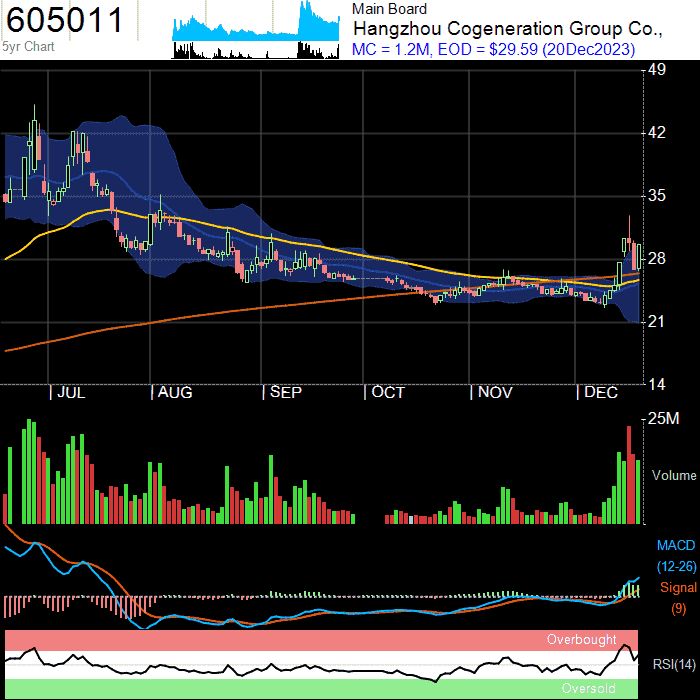 605011
5yr Chart
Main Board
Hangzhou Cogeneration Group Co.,
MC = 1.2M, EOD = $29.59 (20Dec2023)
49
42
35
28
21
14
| JUL | AUG | SEP | OCT | NOV | DEC
25M
Volume
MACD
(12-26)
Signal
(9)
Overbought
RSI(14)
Oversold